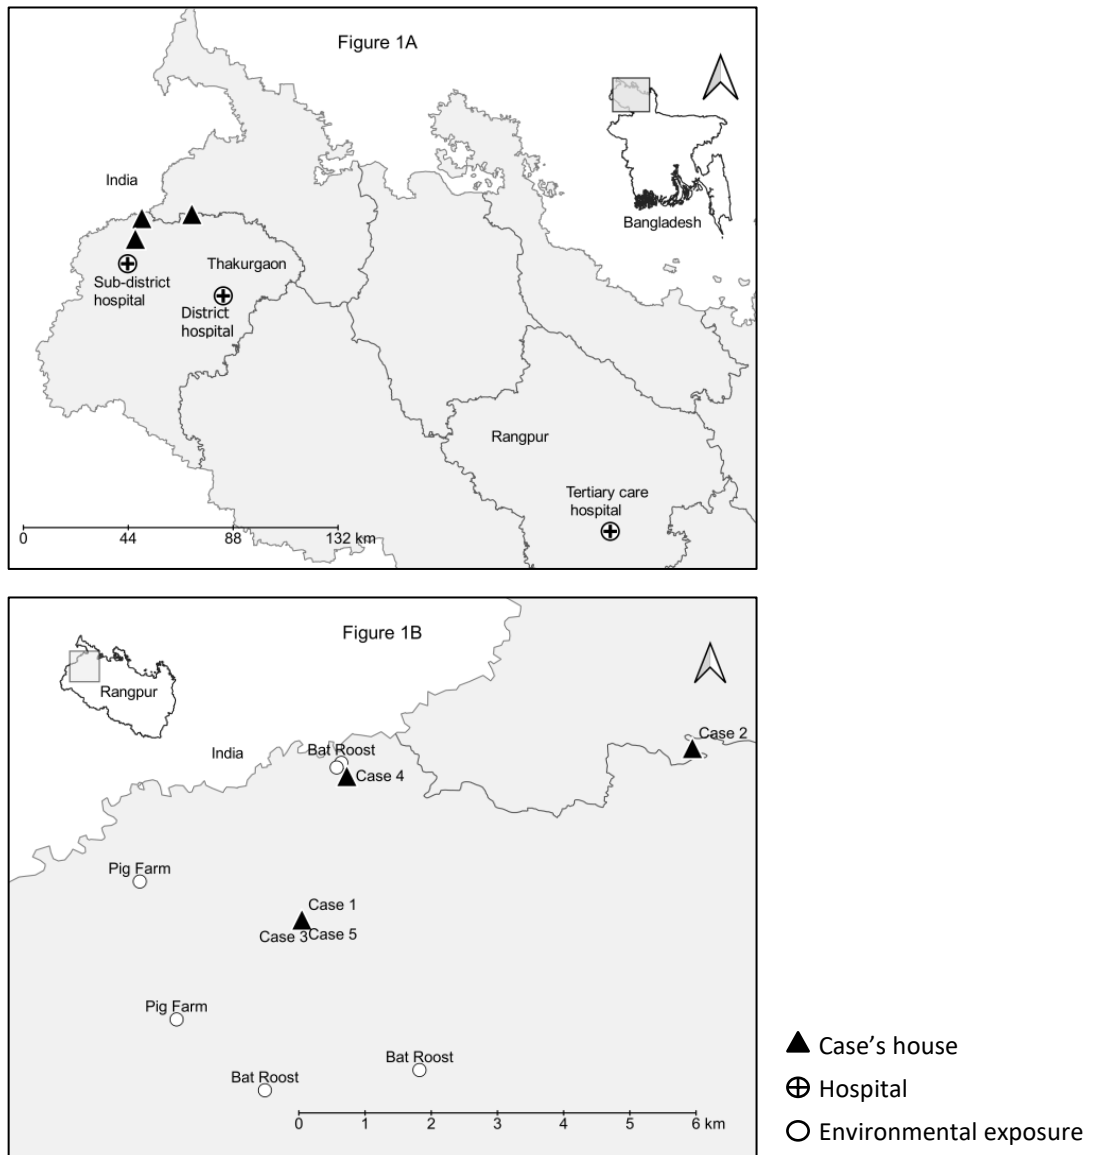 Figure 1A
India
Bangladesh
Thakurgaon
Sub-district
hospital
District
hospital
Rangpur
Tertiary care
hospital
0 44 88 132 km
Figure 1B
Rangpur
India
Case 2
Bat Roost
Case 4
Pig Farm
Case 1
Case 3 Case 5
Pig Farm
Bat Roost
Bat Roost
0 1 2 3 4 5 6 km
Case’s house
Hospital
Environmental exposure